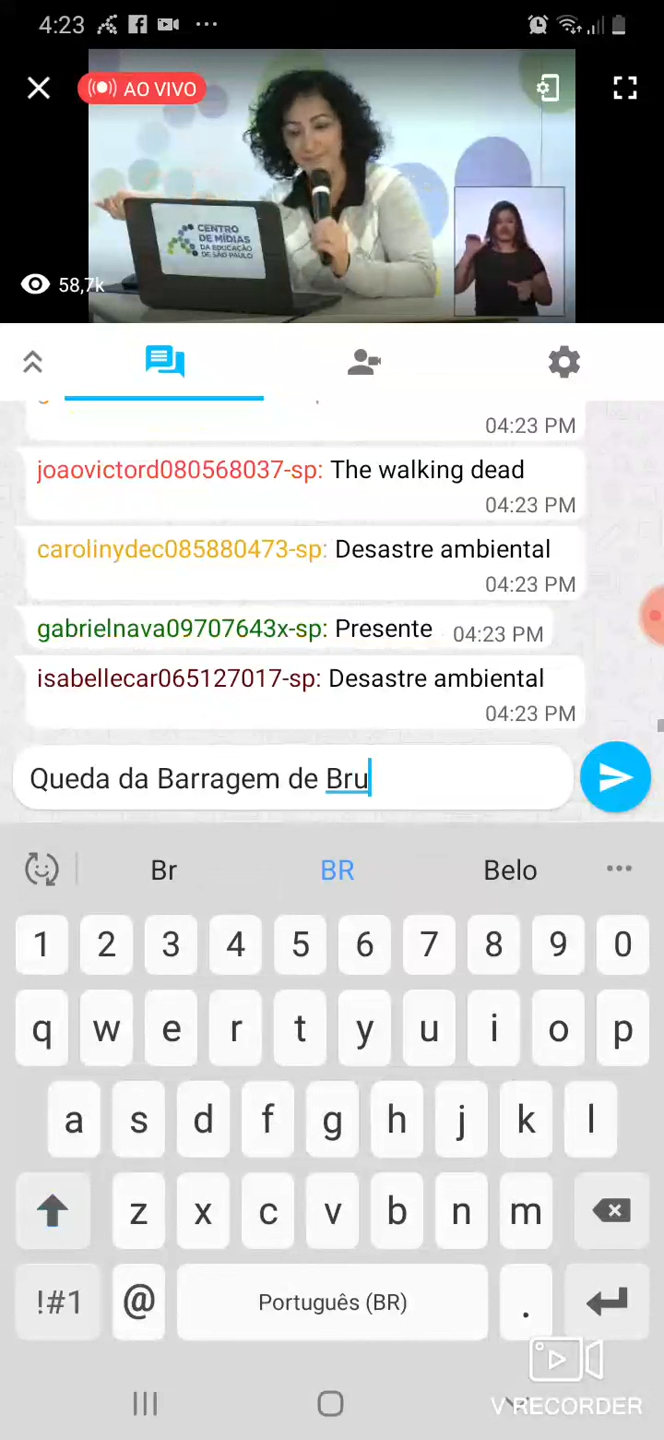 4:23
AO VIVO
CENTRO
DE MÍDIAS
DA EDUCAÇÃO
DE SÃO PAULO
58,7k
04:23 PM
joaovictord080568037-sp: The walking dead
04:23 PM
carolinydec085880473-sp: Desastre ambiental
04:23 PM
gabrielnava09707643x-sp: Presente 04:23 PM
isabellecar065127017-sp: Desastre ambiental
04:23 PM
Queda da Barragem de Bru
Br BR Belo
1 2 3 4 5 6 7 8 9 0
q w e r t y u i o p
a s d f g h j k l
z x c v b n m
!#1 @ Português (BR) .
V RECORDER